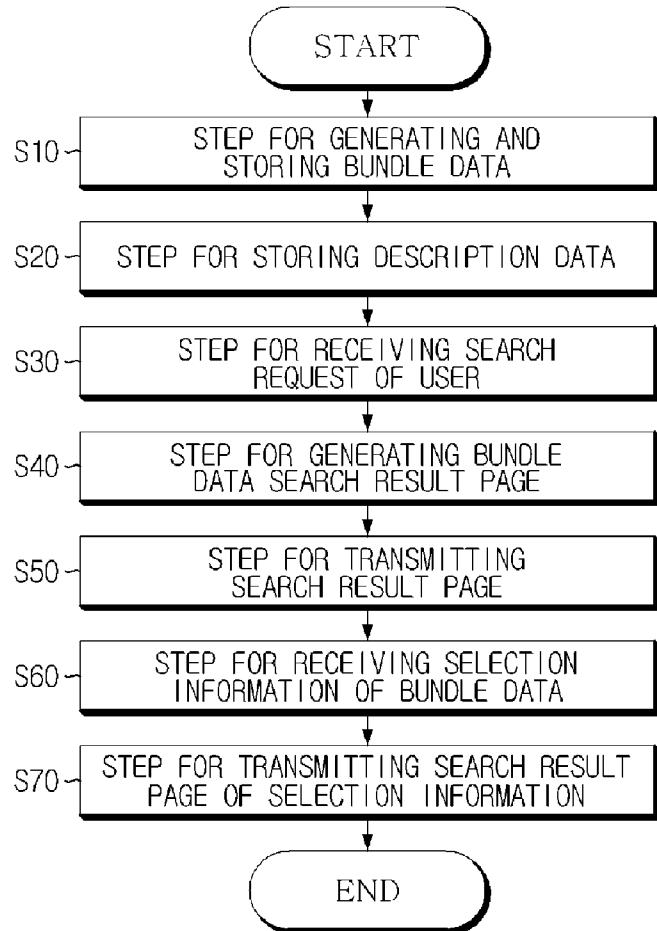 START
S10
STEP FOR GENERATING AND
STORING BUNDLE DATA
S20
STEP FOR STORING DESCRIPTION DATA
S30
STEP FOR RECEIVING SEARCH
REQUEST OF USER
S40
STEP FOR GENERATING BUNDLE
DATA SEARCH RESULT PAGE
S50
STEP FOR TRANSMITTING
SEARCH RESULT PAGE
S60
STEP FOR RECEIVING SELECTION
INFORMATION OF BUNDLE DATA
S70
STEP FOR TRANSMITTING SEARCH RESULT
PAGE OF SELECTION INFORMATION
END